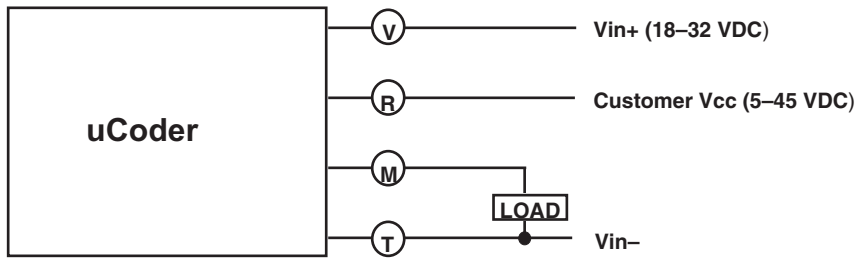 uCoder
V
Vin+ (18–32 VDC)
R
Customer Vcc (5–45 VDC)
M
LOAD
T
Vin–